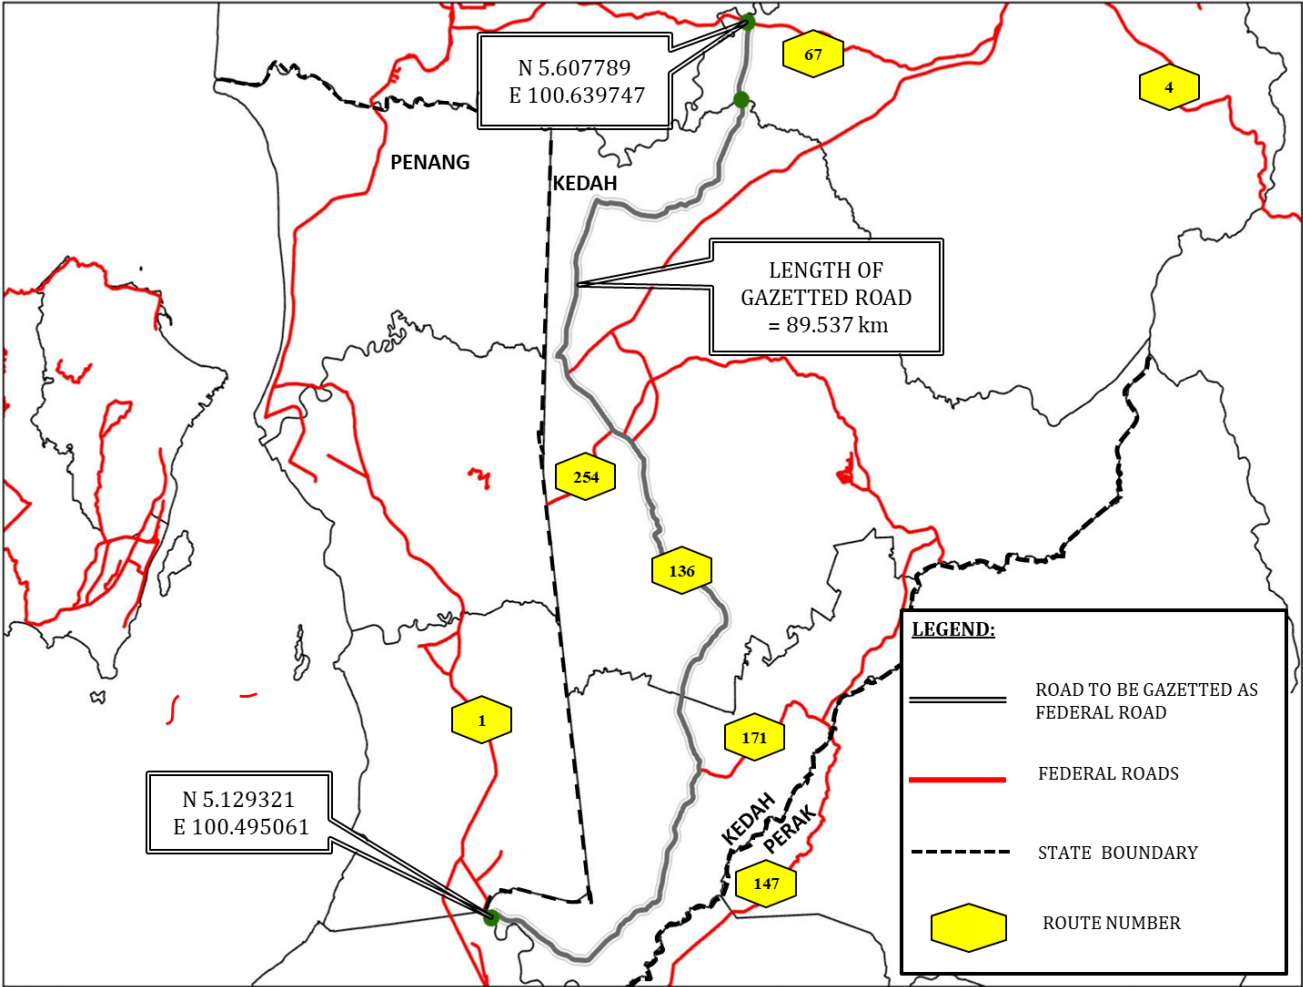 N 5.607789
E 100.639747
67
4
PENANG
KEDAH
LENGTH OF
GAZETTED ROAD
= 89.537 km
254
136
1
171
KEDAH
PERAK
147
N 5.129321
E 100.495061
LEGEND:
ROAD TO BE GAZETTED AS
FEDERAL ROAD
FEDERAL ROADS
STATE BOUNDARY
ROUTE NUMBER